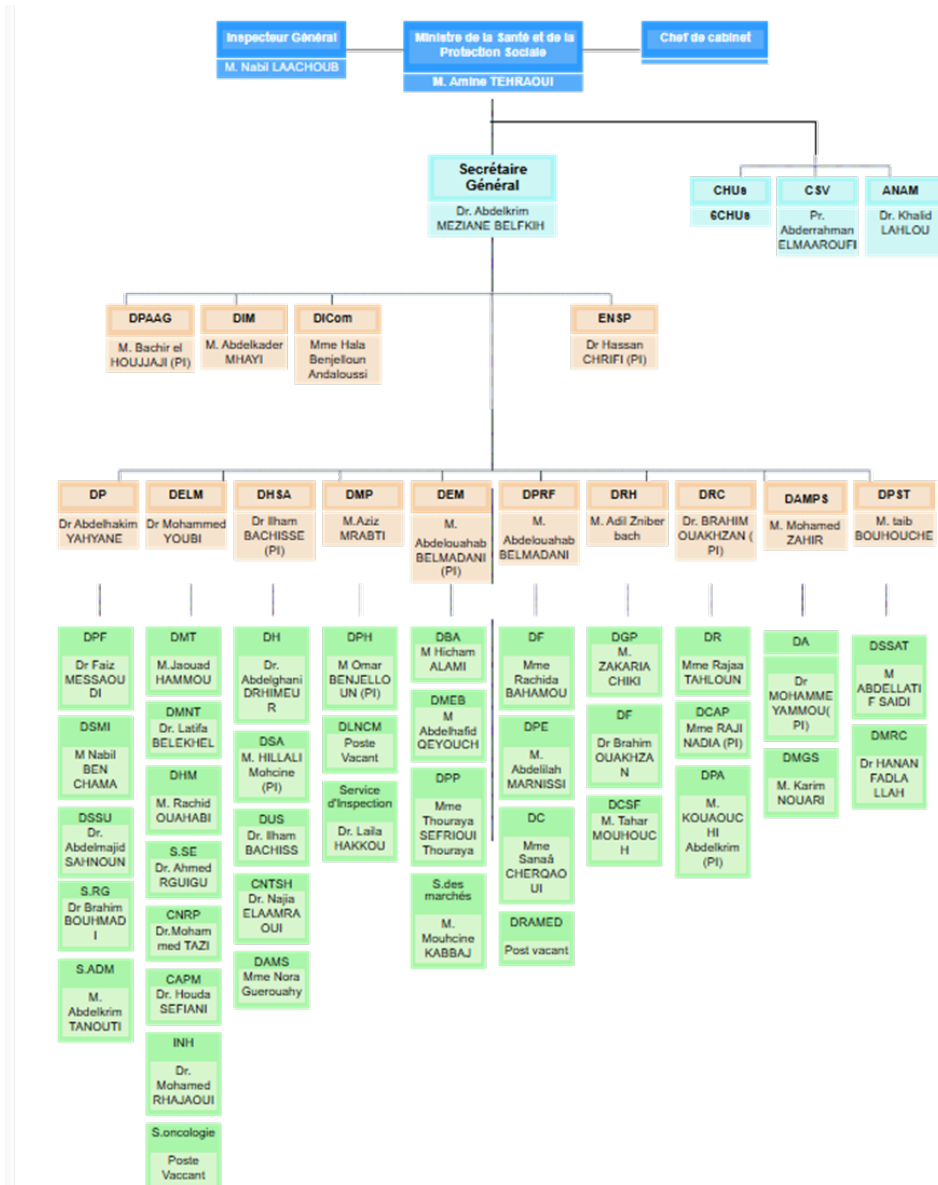 Inspecteur Général
M. Nabil LAACHOUB
Ministre de la Santé et de la
Protection Sociale
M. Amine TEHRAOUI
Chef de cabinet
Secrétaire
Général
Dr. Abdelkrim
MEZIANE BELFKIH
CHUs
6CHUs
CSV
Pr.
Abderrahman
ELMAAROUFI
ANAM
Dr. Khalid
LAHLOU
DPAAG
M. Bachir el
HOUJJAJI (PI)
DIM
M. Abdelkader
MHAYI
DICom
Mme Hala
Benjelloun
Andaloussi
ENSP
Dr Hassan
CHRIFI (PI)
DP
Dr Abdelhakim
YAHYANE
DELM
Dr Mohammed
YOUBI
DHSA
Dr Ilham
BACHISSE
(PI)
DMP
M.Aziz
MRABTI
DEM
M.
Abdelouahab
BELMADANI
(PI)
DPRF
M.
Abdelouahab
BELMADANI
DRH
M. Adil Zniber
bach
DRC
Dr. BRAHIM
OUAKHZAN (
PI)
DAMPS
M. Mohamed
ZAHIR
DPST
M. taib
BOUHOUCHE
DPF
Dr Faiz
MESSAOU
DI
DSMI
M Nabil
BEN
CHAMA
DSSU
Dr.
Abdelmajid
SAHNOUN
S.RG
Dr Brahim
BOUHMAD
I
S.ADM
M.
Abdelkrim
TANOUTI
DMT
M.Jaouad
HAMMOU
DMNT
Dr. Latifa
BELEKHEL
DHM
M. Rachid
OUAHABI
S.SE
Dr. Ahmed
RGUIGU
CNRP
Dr.Moham
med TAZI
CAPM
Dr. Houda
SEFIANI
INH
Dr.
Mohamed
RHAJAOUI
S.oncologie
Poste
Vaccant
DH
Dr.
Abdelghani
DRHIMEU
R
DSA
M. HILLALI
Mohcine
(PI)
DUS
Dr. Ilham
BACHISS
CNTSH
Dr. Najia
ELAAMRA
OUI
DAMS
Mme Nora
Guerouahy
DPH
M Omar
BENJELLO
UN (PI)
DLNCM
Poste
Vacant
Service
d'Inspection
Dr. Laila
HAKKOU
DBA
M Hicham
ALAMI
DMEB
M
Abdelhafid
QEYOUCH
DPP
Mme
Thouraya
SEFRIOUI
Thouraya
S.des
marchés
M.
Mouhcine
KABBAJ
DF
Mme
Rachida
BAHAMOU
DPE
M.
Abdelilah
MARNISSI
DC
Mme
Sanaâ
CHERQAO
UI
DRAMED
Post vacant
DGP
M.
ZAKARIA
CHIKI
DF
Dr Brahim
OUAKHZA
N
DCSF
M. Tahar
MOUHOUC
H
DR
Mme Rajaa
TAHLOUN
DCAP
Mme RAJI
NADIA (PI)
DPA
M.
KOUAOUC
HI
Abdelkrim
(PI)
DA
Dr
MOHAMME
YAMMOU(
PI)
DMGS
M. Karim
NOUARI
DSSAT
M
ABDELLATI
F SAIDI
DMRC
Dr HANAN
FADLA
LLAH